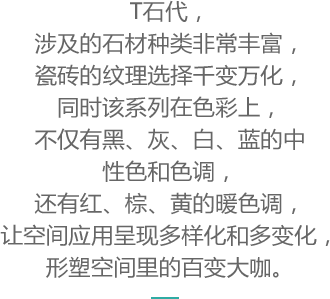 T石代，
涉及的石材种类非常丰富，
瓷砖的纹理选择千变万化，
同时该系列在色彩上，
不仅有黑、灰、白、蓝的中
性色和色调，
还有红、棕、黄的暖色调，
让空间应用呈现多样化和多变化，
形塑空间里的百变大咖。